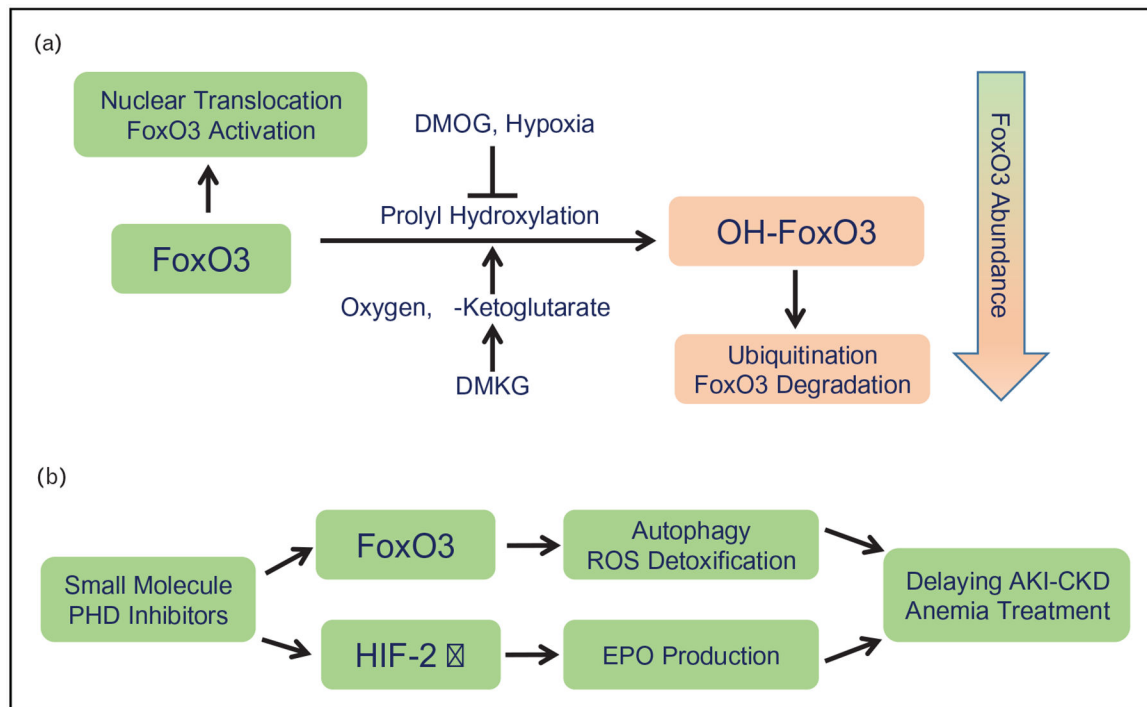 (a)
Nuclear Translocation
FoxO3 Activation
DMOG, Hypoxia
Prolyl Hydroxylation
FoxO3
OH-FoxO3
Oxygen, -Ketoglutarate
DMKG
Ubiquitination
FoxO3 Degradation
FoxO3 Abundance
(b)
Small Molecule
PHD Inhibitors
FoxO3
Autophagy
ROS Detoxification
HIF-2
EPO Production
Delaying AKI-CKD
Anemia Treatment